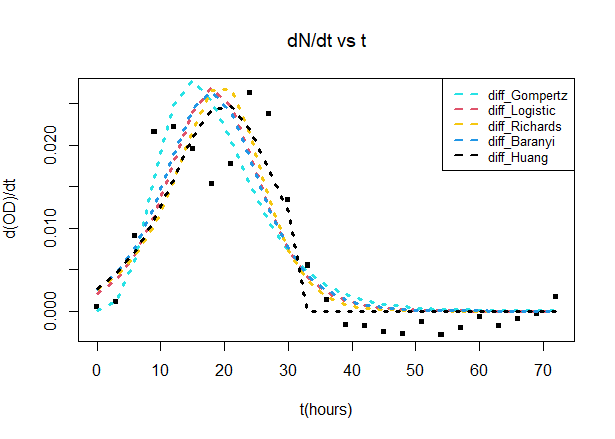 dN/dt vs t
diff_Gompertz
diff_Logistic
diff_Richards
diff_Baranyi
diff_Huang
d(OD)/dt
0.020
0.010
0.000
0 10 20 30 40 50 60 70
t(hours)